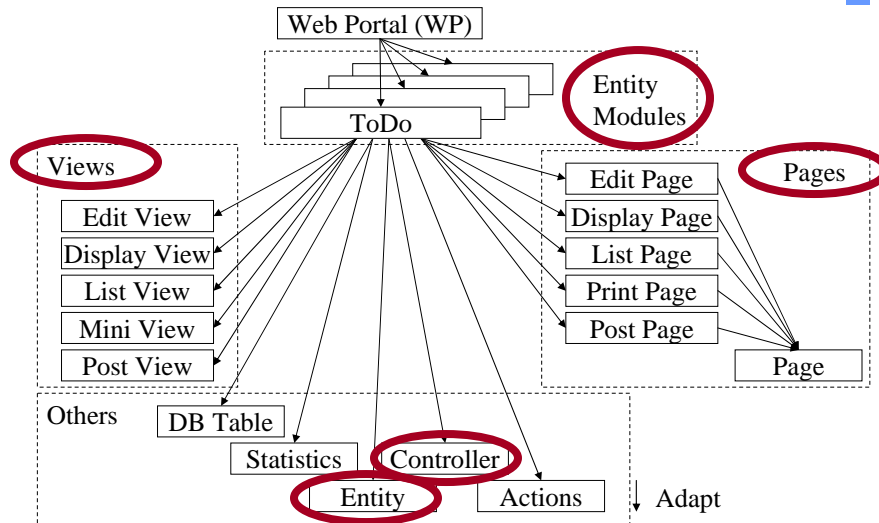 Web Portal (WP)
Entity
Modules
ToDo
Views
Edit View
Display View
List View
Mini View
Post View
Pages
Edit Page
Display Page
List Page
Print Page
Post Page
Page
Others
DB Table
Statistics
Controller
Entity
Actions
Adapt